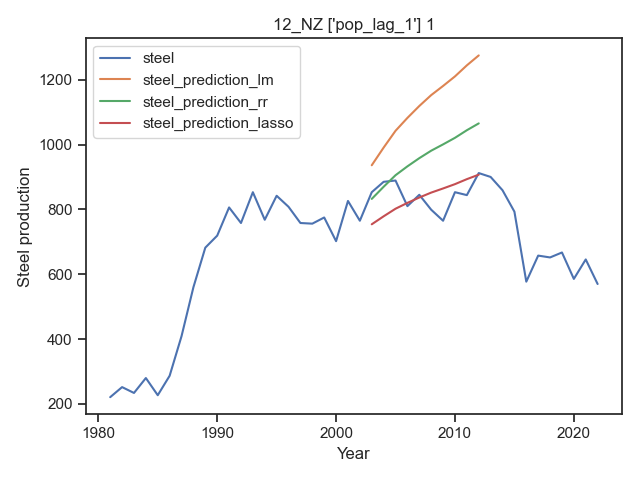 12_NZ ['pop_lag_1'] 1
steel
steel_prediction_lm
steel_prediction_rr
steel_prediction_lasso
Steel production
1200
1000
800
600
400
200
1980
1990
2000
2010
2020
Year